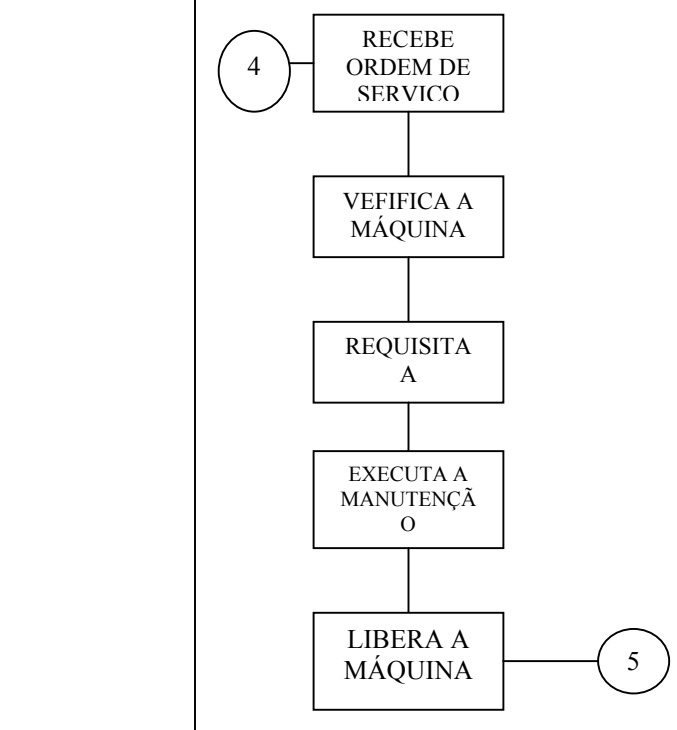 4
RECEBE
ORDEM DE
SERVICO
VEFIFICA A
MÁQUINA
REQUISITA
A
EXECUTA A
MANUTENÇÃ
O
LIBERA A
MÁQUINA
5